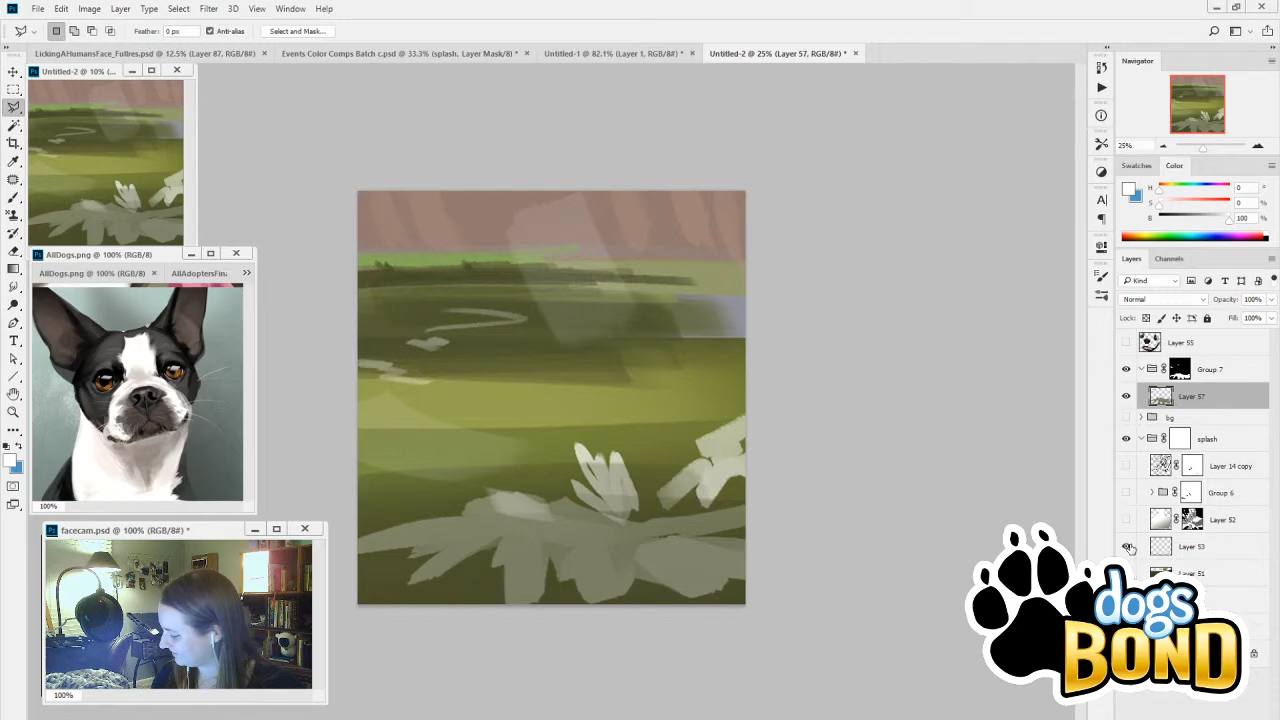 File Edit Image Layer Type Select Filter 3D View Window Help
Feather: 0 px Anti-alias Select and Mask...
LickingAHumansFace_Fullres.psd @ 12.5% (Layer 87, RGB/8#) Events Color Comps Batch c.psd @ 33.3% (splash, Layer Mask/8) * Untitled-1 @ 82.1% (Layer 1, RGB/8#) * Untitled-2 @ 25% (Layer 57, RGB/8#) *
Untitled-2 @ 10% (...
Navigator
25%
Swatches Color
H 0 °
S 0 %
B 100 %
AllDogs.png @ 100% (RGB/8)
AllDogs.png @ 100% (RGB/8) AllAdoptersFin
100%
facecam.psd @ 100% (RGB/8#) *
100%
Layers Channels
Kind
Normal Opacity: 100%
Lock: Fill: 100%
Layer 55
Group 7
Layer 57
bg
splash
Layer 14 copy
Group 6
Layer 52
Layer 53
Layer 51
dogs
BOND